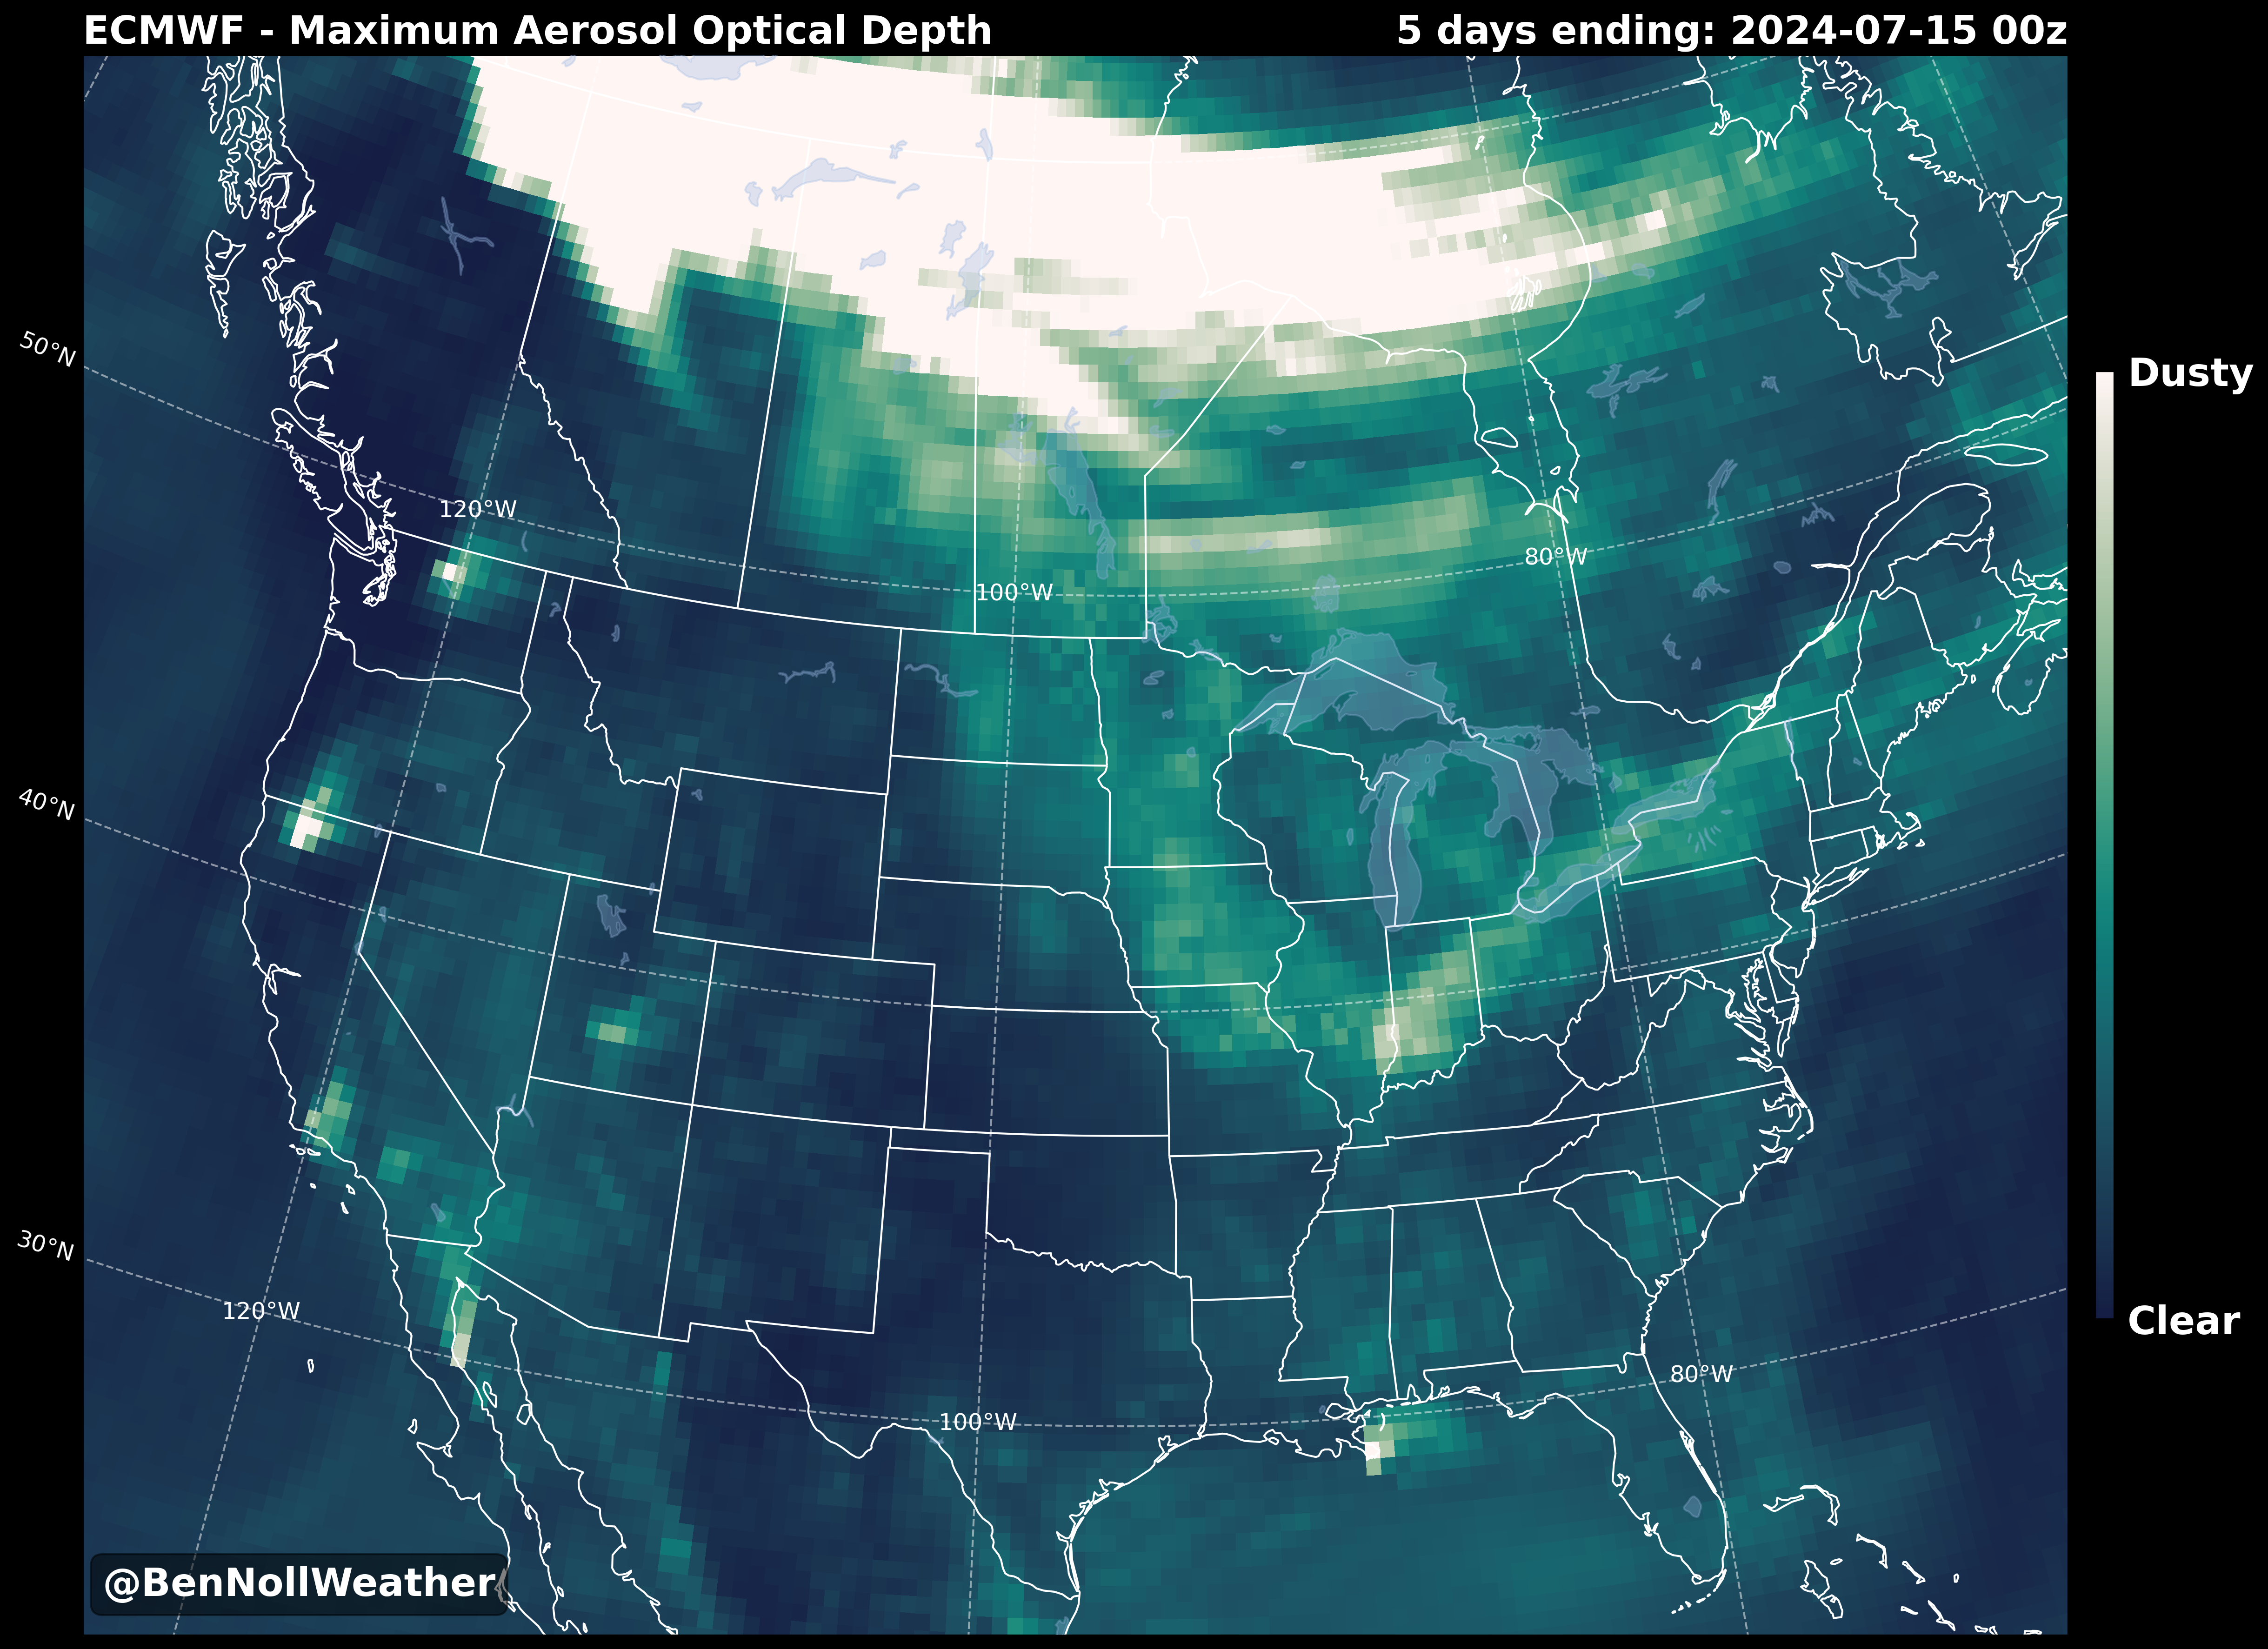 ECMWF - Maximum Aerosol Optical Depth
5 days ending: 2024-07-15 00z
50°N
Dusty
120°W
80°W
100°W
40°N
30°N
120°W
Clear
80°W
100°W
@BenNollWeather